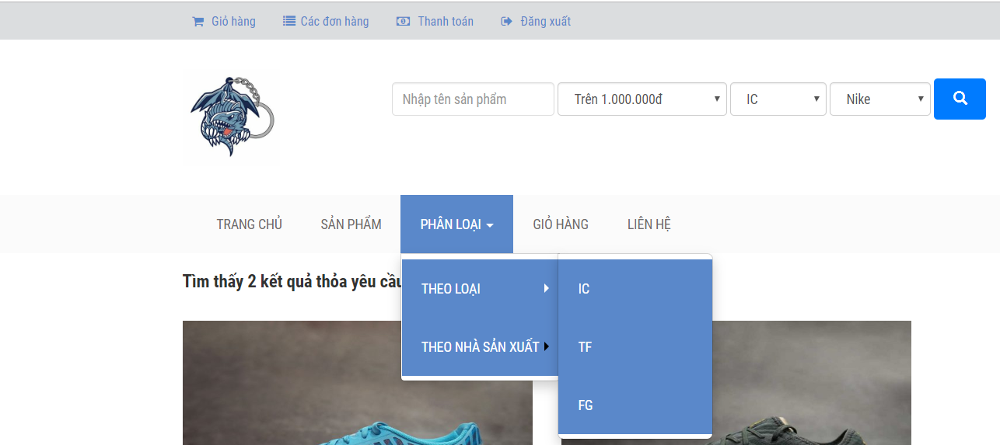 Giỏ hàng Các đơn hàng Thanh toán Đăng xuất
Nhập tên sản phẩm Trên 1.000.000đ IC Nike
TRANG CHỦ SẢN PHẨM PHÂN LOẠI GIỎ HÀNG LIÊN HỆ
Tìm thấy 2 kết quả thỏa yêu cầu
THEO LOẠI IC
THEO NHÀ SẢN XUẤT TF
FG